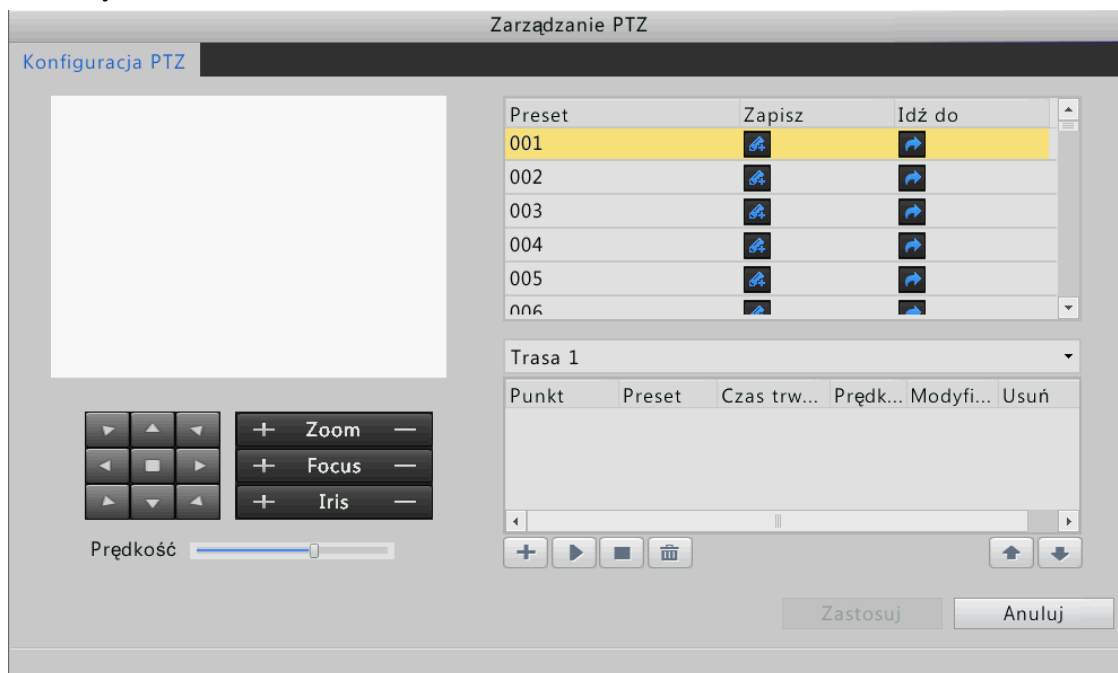 Zarządzanie PTZ
Konfiguracja PTZ
Preset Zapisz Idź do
001
002
003
004
005
006
Trasa 1
Punkt Preset Czas trw... Prędk... Modyfi... Usuń
Zoom
Focus
Iris
Prędkość
Zastosuj Anuluj